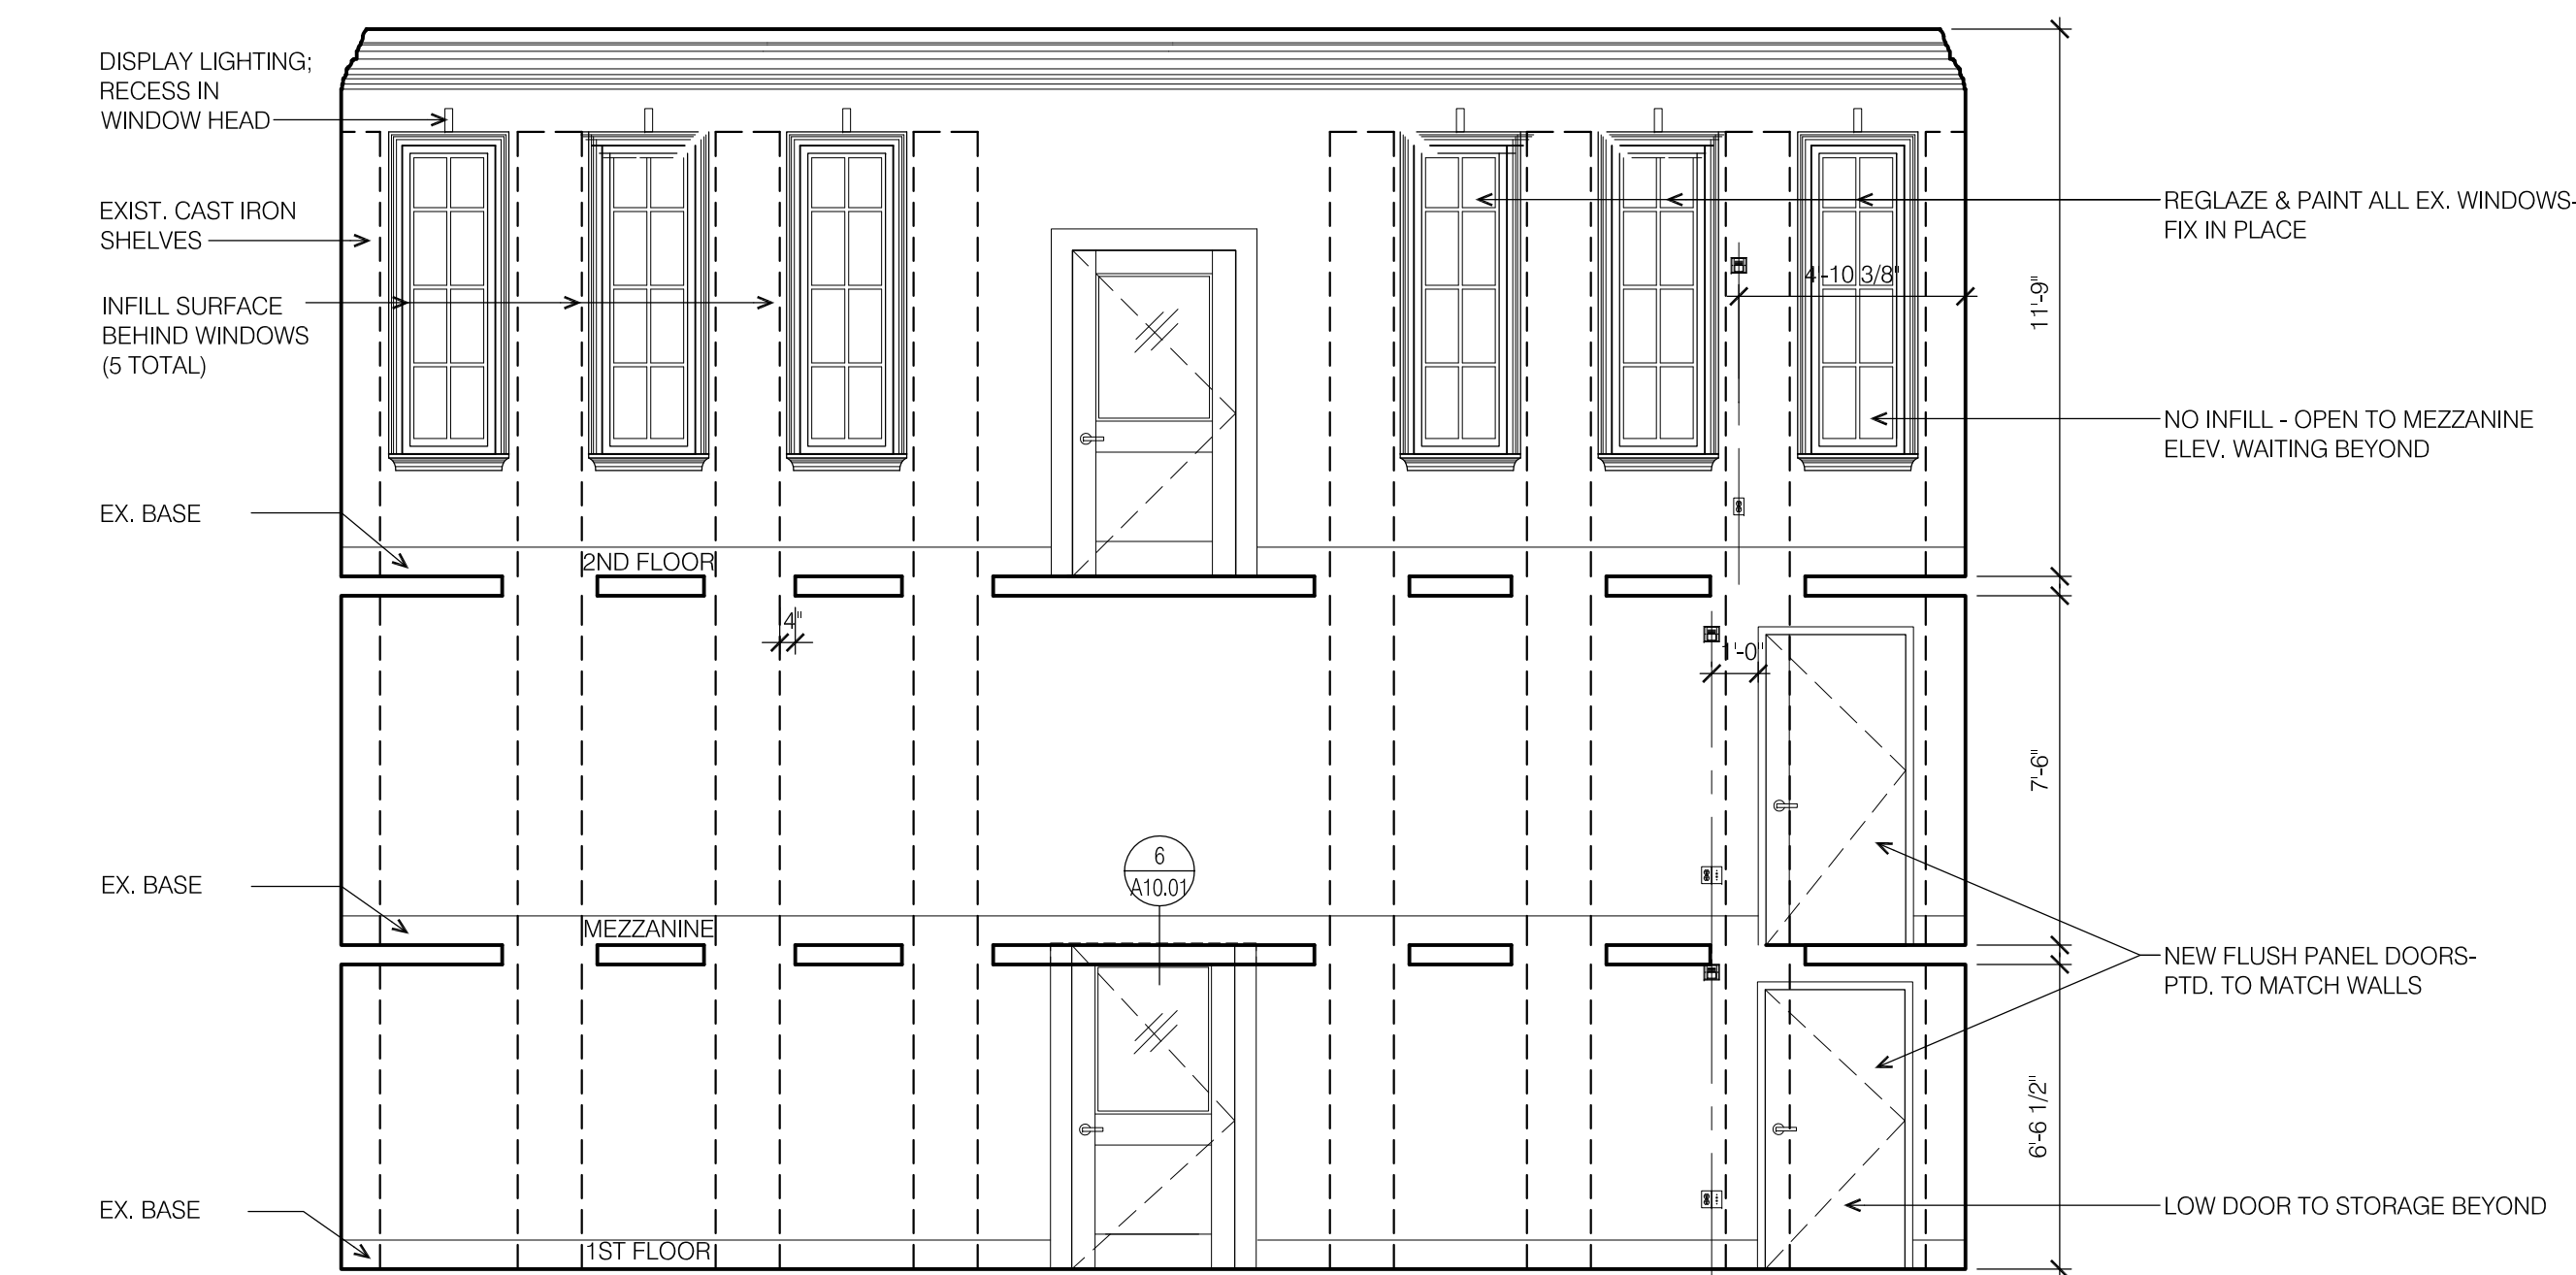 DISPLAY LIGHTING;
RECESS IN
WINDOW HEAD
EXIST. CAST IRON
SHELVES
INFILL SURFACE
BEHIND WINDOWS
(5 TOTAL)
EX. BASE
EX. BASE
EX. BASE
2ND FLOOR
4"
MEZZANINE
1ST FLOOR
6
A10.01
4'-10 3/8"
1'-0"
11'-9"
7'-6"
6'-6 1/2"
REGLAZE & PAINT ALL EX. WINDOWS-
FIX IN PLACE
NO INFILL - OPEN TO MEZZANINE
ELEV. WAITING BEYOND
NEW FLUSH PANEL DOORS-
PTD. TO MATCH WALLS
LOW DOOR TO STORAGE BEYOND